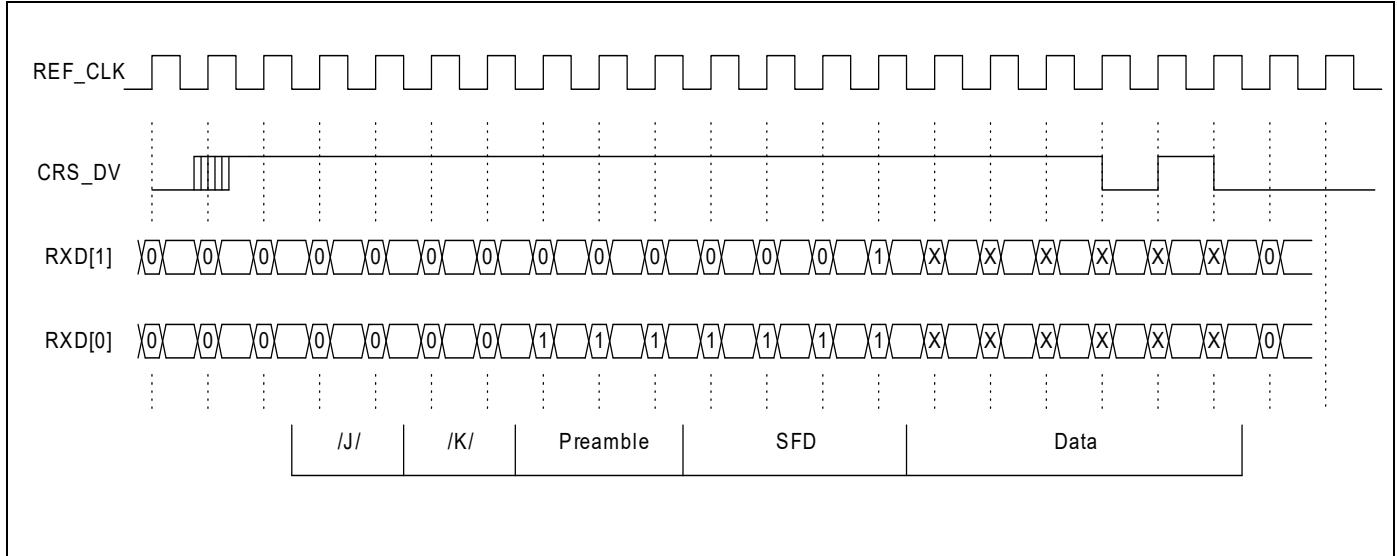 REF_CLK
CRS_DV
RXD[1] 0 0 0 0 0 0 0 0 0 0 0 0 0 1 X X X X X X 0
RXD[0] 0 0 0 0 0 0 0 1 1 1 1 1 1 1 X X X X X X 0
/J/ /K/ Preamble SFD Data